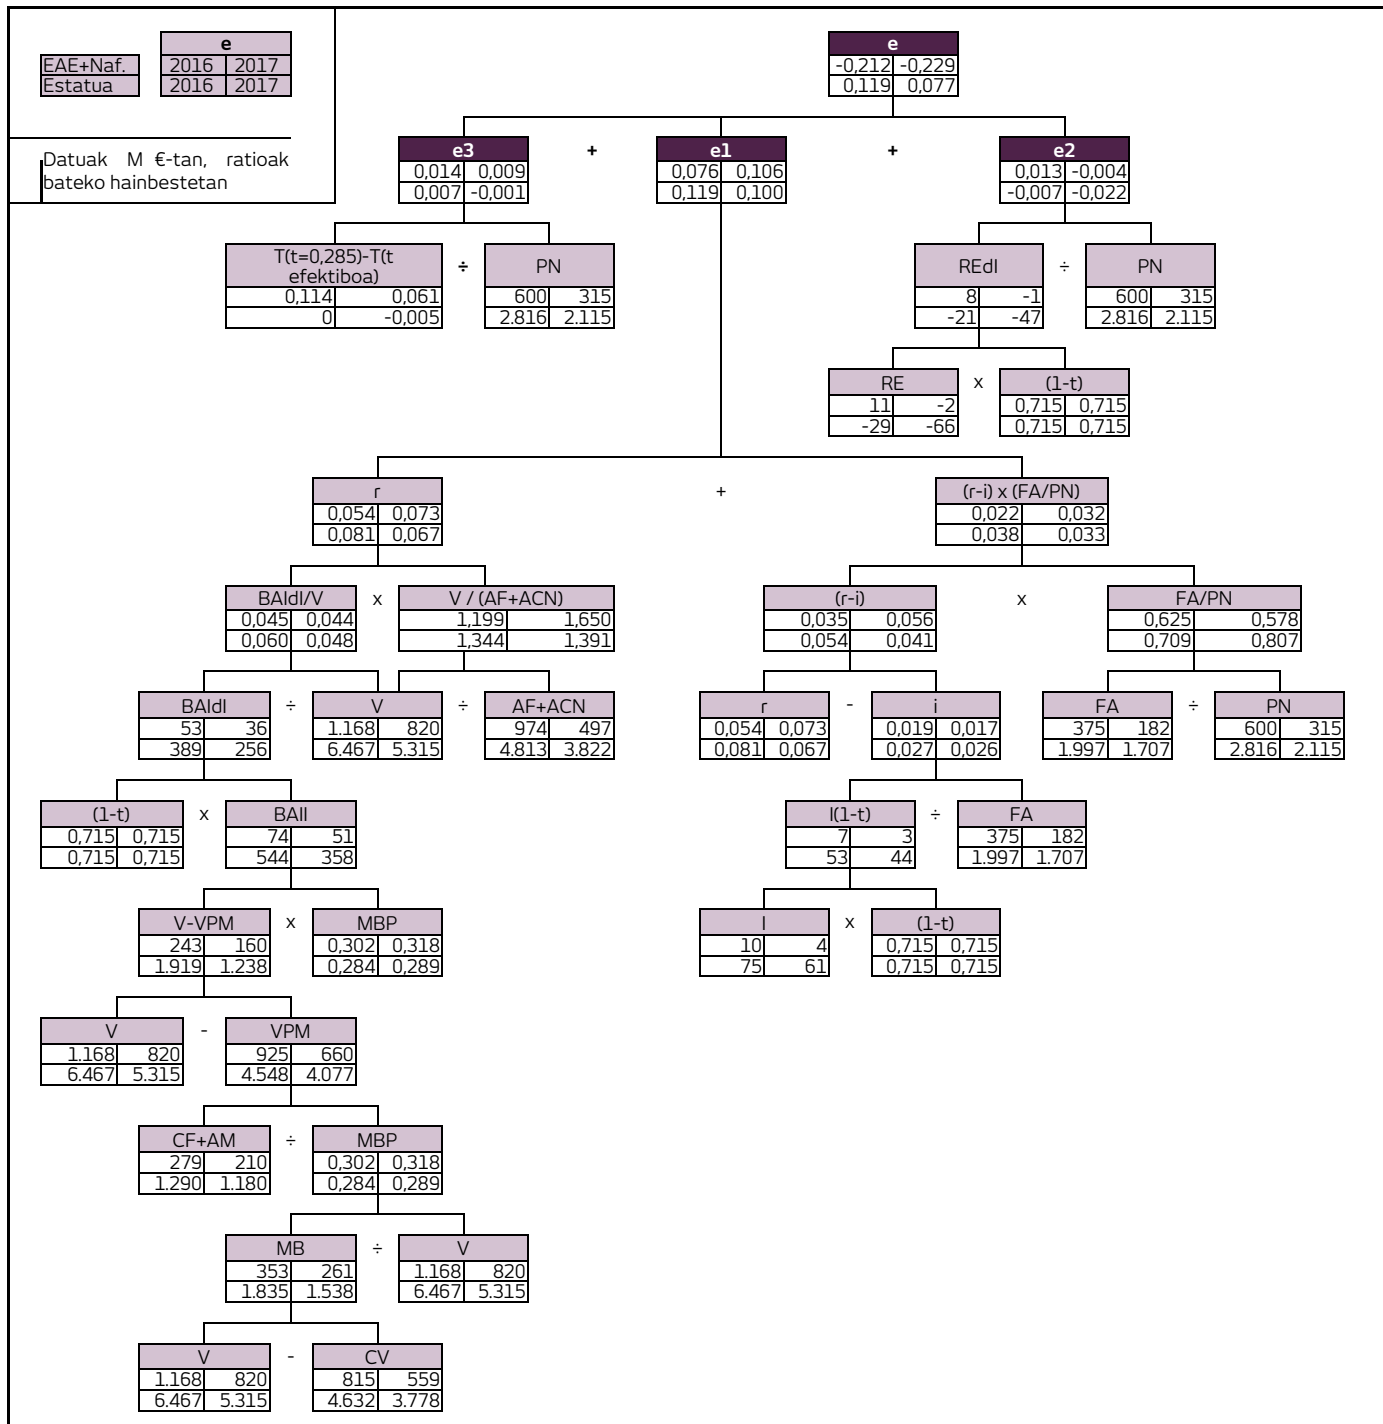 e
EAE+Naf. 2016 2017
Estatua 2016 2017
Datuak M €-tan, ratioak
bateko hainbestetan
e
-0,212 -0,229
0,119 0,077
e3 + e1 + e2
0,014 0,009 0,076 0,106 0,013 -0,004
0,007 -0,001 0,119 0,100 -0,007 -0,022
T(t=0,285)-T(t
efektiboa) ÷ PN REdI ÷ PN
0,114 0,061 600 315 8 -1 600 315
0 -0,005 2.816 2.115 -21 -47 2.816 2.115
RE x (1-t)
11 -2 0,715 0,715
-29 -66 0,715 0,715
r + (r-i) x (FA/PN)
0,054 0,073 0,022 0,032
0,081 0,067 0,038 0,033
BAIdI/V x V / (AF+ACN) (r-i) x FA/PN
0,045 0,044 1,199 1,650 0,035 0,056 0,625 0,578
0,060 0,048 1,344 1,391 0,054 0,041 0,709 0,807
BAIdI ÷ V ÷ AF+ACN r - i FA ÷ PN
53 36 1.168 820 974 497 0,054 0,073 0,019 0,017 375 182 600 315
389 256 6.467 5.315 4.813 3.822 0,081 0,067 0,027 0,026 1.997 1.707 2.816 2.115
(1-t) x BAII I(1-t) ÷ FA
0,715 0,715 74 51 7 3 375 182
0,715 0,715 544 358 53 44 1.997 1.707
V-VPM x MBP I x (1-t)
243 160 0,302 0,318 10 4 0,715 0,715
1.919 1.238 0,284 0,289 75 61 0,715 0,715
V - VPM
1.168 820 925 660
6.467 5.315 4.548 4.077
CF+AM ÷ MBP
279 210 0,302 0,318
1.290 1.180 0,284 0,289
MB ÷ V
353 261 1.168 820
1.835 1.538 6.467 5.315
V - CV
1.168 820 815 559
6.467 5.315 4.632 3.778